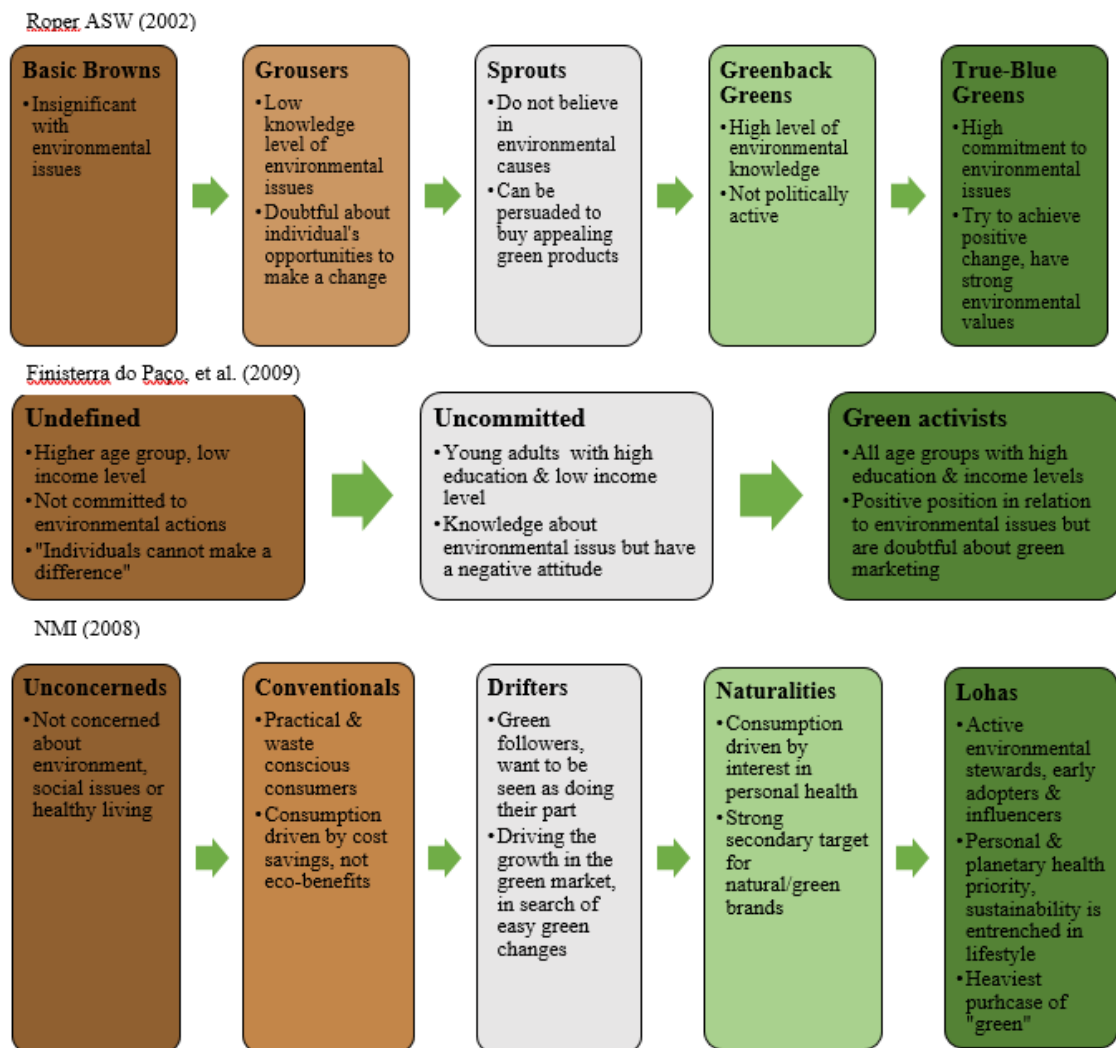 Roper ASW (2002)
Basic Browns
•Insignificant
with
environmental
issues
Grousers
•Low
knowledge
level of
environmental
issues
•Doubtful about
individual's
opportunities to
make a change
Sprouts
•Do not believe
in
environmental
causes
•Can be
persuaded to
buy appealing
green products
Greenback
Greens
•High level of
environmental
knowledge
•Not politically
active
True-Blue
Greens
•High
commitment to
environmental
issues
•Try to achieve
positive
change, have
strong
environmental
values
Finisterra do Paço, et al. (2009)
Undefined
•Higher age group, low
income level
•Not committed to
environmental actions
•"Individuals cannot make a
difference"
Uncommitted
•Young adults with high
education & low income
level
•Knowledge about
environmental issus but have
a negative attitude
Green activists
•All age groups with high
education & income levels
•Positive position in relation
to environmental issues but
are doubtful about green
marketing
NMI (2008)
Unconcerneds
•Not concerned
about
environment,
social issues or
healthy living
Conventionals
•Practical &
waste
conscious
consumers
•Consumption
driven by cost
savings, not
eco-benefits
Drifters
•Green
followers,
want to be
seen as doing
their part
•Driving the
growth in the
green market,
in search of
easy green
changes
Naturalities
•Consumption
driven by
interest in
personal health
•Strong
secondary
target for
natural/green
brands
Lohas
•Active
environmental
stewards, early
adopters &
influencers
•Personal &
planetary health
priority,
sustainability is
entrenched in
lifestyle
•Heaviest
purhcase of
"green"